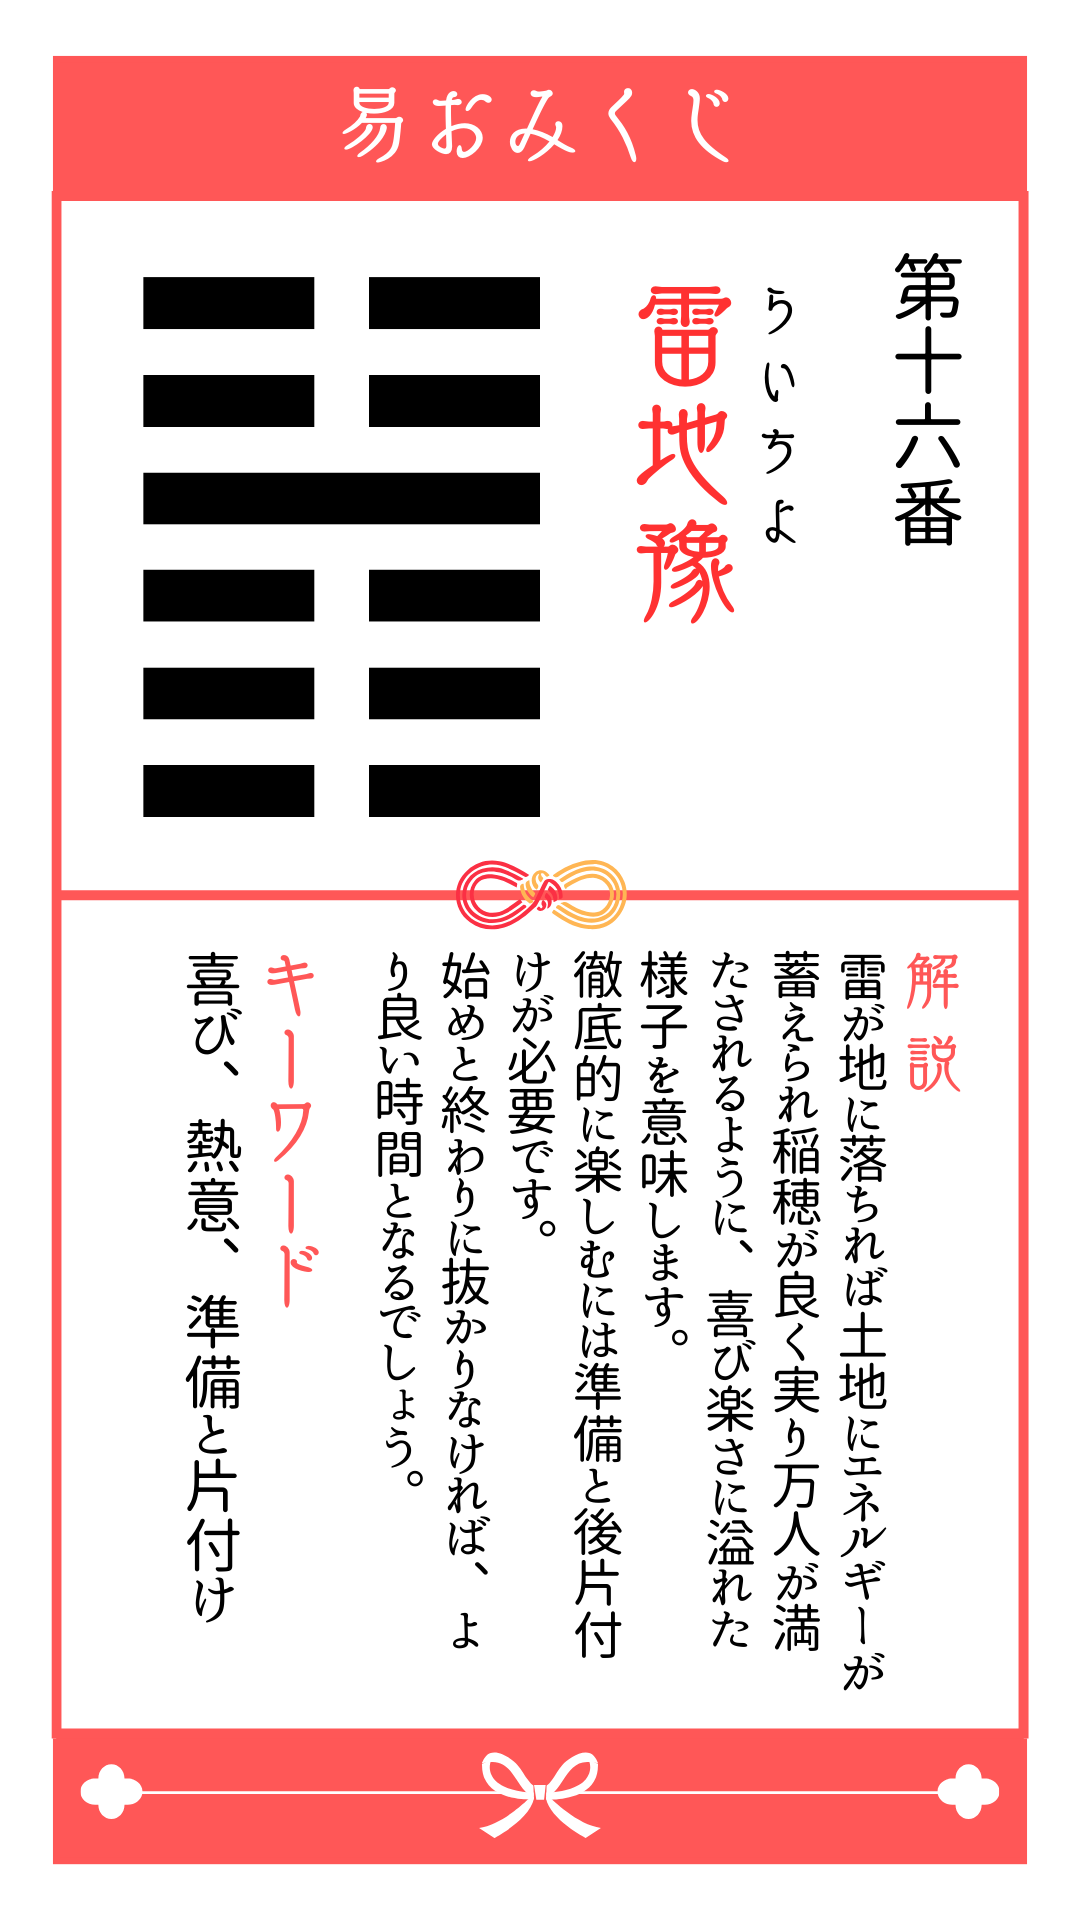 易おみくじ
第十六番
らいちよ
雷地豫
解説
雷が地に落ちれば土地にエネルギーが
蓄えられ稲穂が良く実り万人が満
たされるように、喜び楽さに溢れた
様子を意味します。
徹底的に楽しむには準備と後片付
けが必要です。
始めと終わりに抜かりなければ、よ
り良い時間となるでしょう。
キーワード
喜び、熱意、準備と片付け